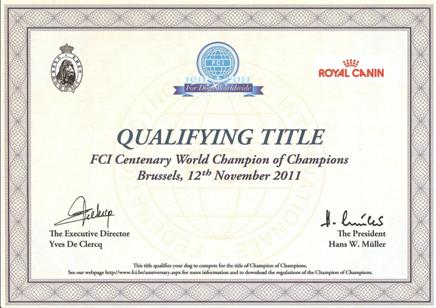 FCI
For Dogs Worldwide
ROYAL CANIN
QUALIFYING TITLE
FCI Centenary World Champion of Champions
Brussels, 12th November 2011
The Executive Director
Yves De Clercq
The President
Hans W. Müller
This title qualifies your dog to compete for the title of Champion of Champions.
See our webpage http://www.fci.be/anniversary.aspx for more information and to download the regulations of the Champion of Champions.